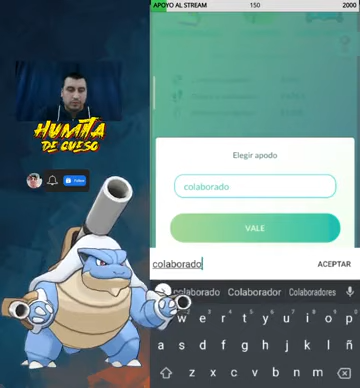 APOYO AL STREAM 150 2000
HUMITA
DE QUESO
Follow
Elegir apodo
colaborado
VALE
colaborado
ACEPTAR
colaborado Colaborador Colaboradores
w e r t y u i o p
a s d f g h j k l ñ
z x c v b n m